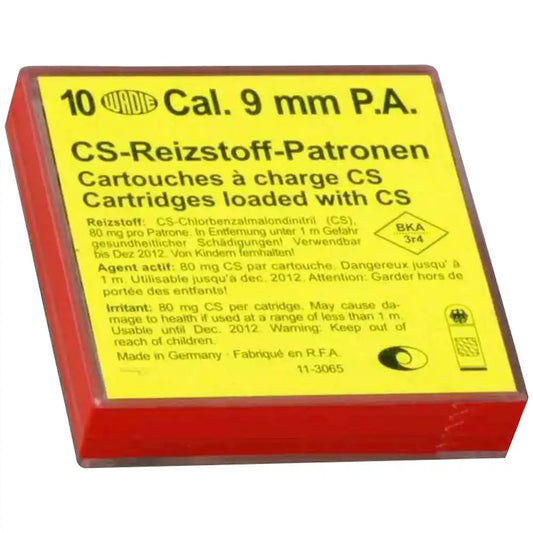 10 WADIE Cal. 9 mm P.A.
CS-Reizstoff-Patronen
Cartouches à charge CS
Cartridges loaded with CS
Reizstoff: CS-Chlorbenzalmalondinitril (CS),
80 mg pro Patrone. In Entfernung unter 1 m Gefahr
gesundheitlicher Schädigungen! Verwendbar
bis Dez 2012. Von Kindern fernhalten!
Agent actif: 80 mg CS par cartouche. Dangereux jusqu' à
1 m. Utilisable jusqu'à dec. 2012. Attention: Garder hors de
portée des entfants!
Irritant: 80 mg CS per catridge. May cause da-
mage to health if used at a range of less than 1 m.
Usable until Dec. 2012. Warning: Keep out of
reach of children.
Made in Germany · Fabriqué en R.F.A.
11-3065
BKA
3r4